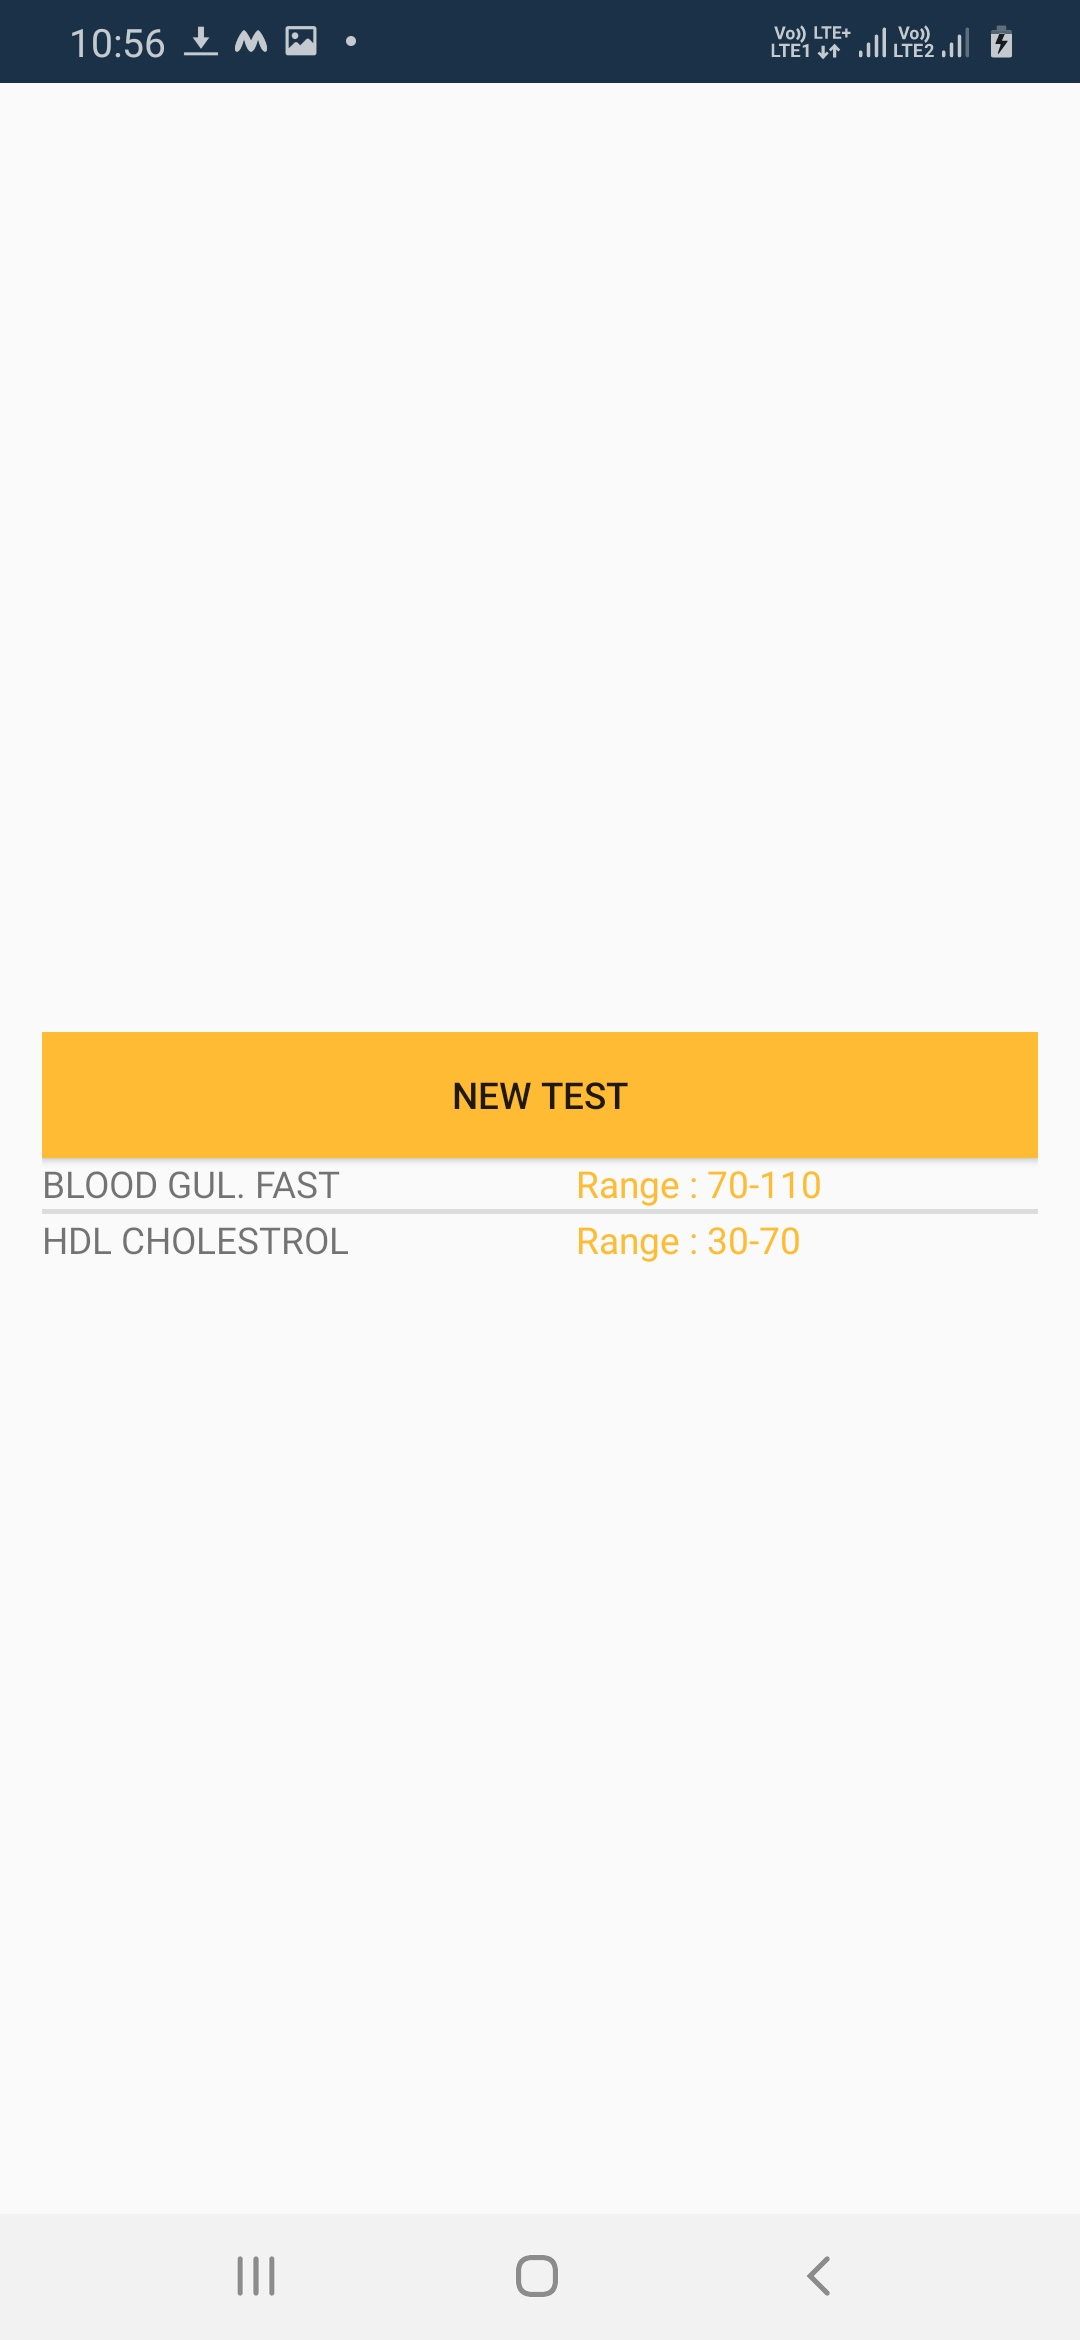 10:56 Vo)) LTE+ Vo))
LTE1 LTE2
NEW TEST
BLOOD GUL. FAST Range : 70-110
HDL CHOLESTROL Range : 30-70